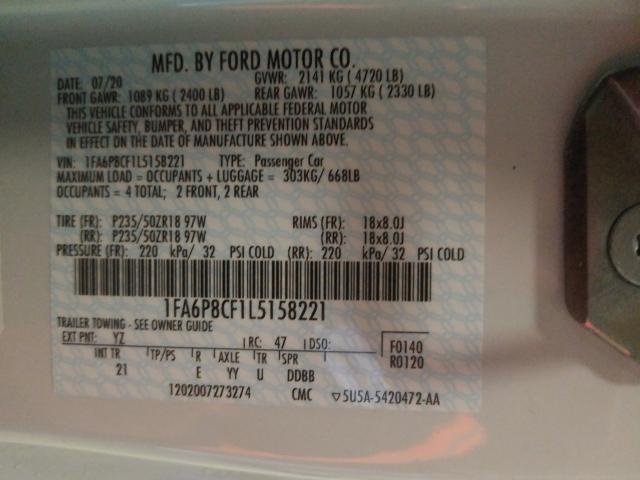 MFD. BY FORD MOTOR CO.
DATE: 07/20 GVWR: 2141 KG (4720 LB)
FRONT GAWR: 1089 KG (2400 LB) REAR GAWR: 1057 KG (2330 LB)
THIS VEHICLE CONFORMS TO ALL APPLICABLE FEDERAL MOTOR
VEHICLE SAFETY, BUMPER, AND THEFT PREVENTION STANDARDS
IN EFFECT ON THE DATE OF MANUFACTURE SHOWN ABOVE.
VIN: 1FA6P8CF1L5158221 TYPE: Passenger Car
MAXIMUM LOAD = OCCUPANTS + LUGGAGE = 303KG/ 668LB
OCCUPANTS = 4 TOTAL; 2 FRONT, 2 REAR
TIRE (FR): P235/50ZR18 97W RIMS (FR): 18x8.0J
(RR): P235/50ZR18 97W (RR): 18x8.0J
PRESSURE (FR): 220 kPa/ 32 PSI COLD (RR): 220 kPa/ 32 PSI COLD
1FA6P8CF1L5158221
TRAILER TOWING - SEE OWNER GUIDE
EXT PNT: YZ RC: 47 DSO: F0140
INT TR TP/PS R AXLE TR SPR R0120
21 E YY U DDBB
1202007273274 CMC ▽5U5A-5420472-AA